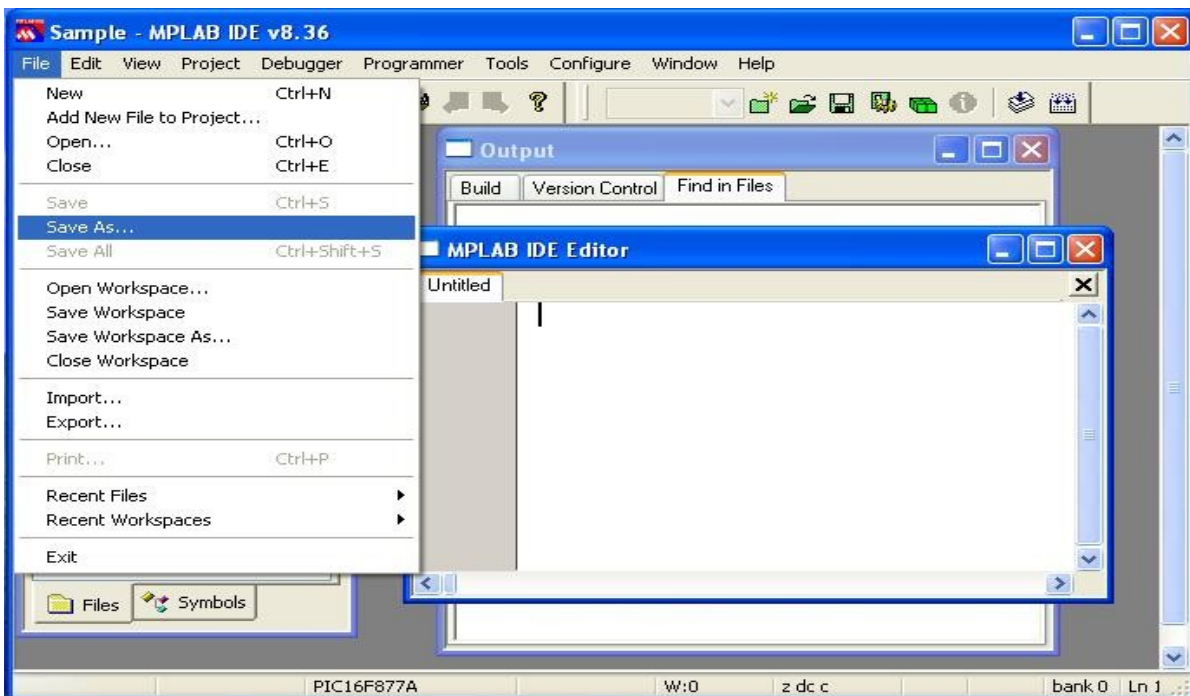 Sample - MPLAB IDE v8.36
File Edit View Project Debugger Programmer Tools Configure Window Help
New Ctrl+N
Add New File to Project...
Open... Ctrl+O
Close Ctrl+E
Save Ctrl+S
Save As...
Save All Ctrl+Shift+S
Open Workspace...
Save Workspace
Save Workspace As...
Close Workspace
Import...
Export...
Print... Ctrl+P
Recent Files
Recent Workspaces
Exit
Output
Build Version Control Find in Files
MPLAB IDE Editor
Untitled
Files Symbols
PIC16F877A W:0 z dc c bank 0 Ln 1